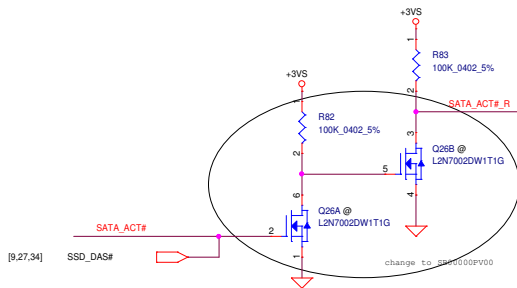 +3VS
1
R83
100K_0402_5%
2
SATA_ACT#_R
+3VS
1
R82
100K_0402_5%
2
3
Q26B @
L2N7002DW1T1G
5
4
6
Q26A @
L2N7002DW1T1G
SATA_ACT#
2
1
[9,27,34]
SSD_DAS#
change to SB00000PV00